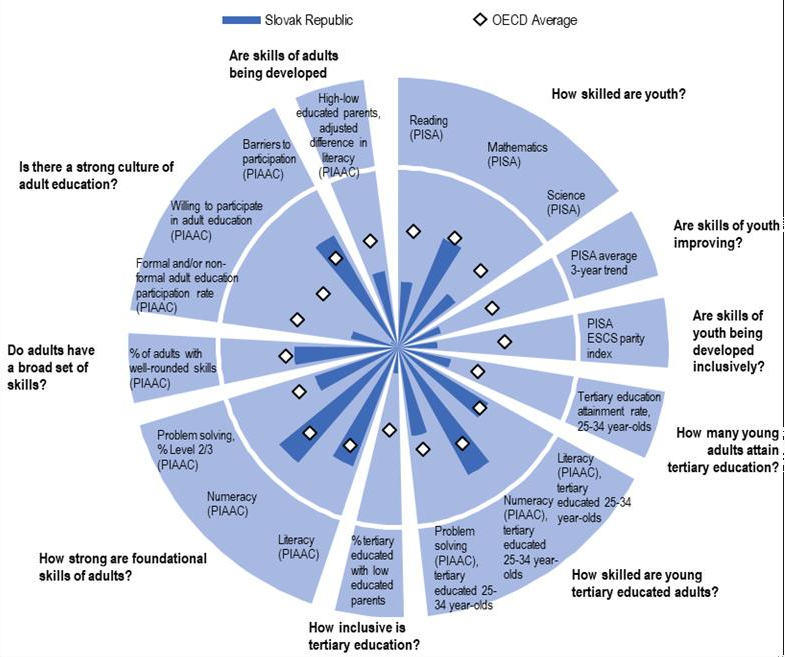 Slovak Republic
OECD Average
Are skills of adults
being developed
High-low
educated parents,
adjusted
difference in
literacy
(PIAAC)
How skilled are youth?
Reading
(PISA)
Mathematics
(PISA)
Science
(PISA)
Are skills of youth
improving?
PISA average
3-year trend
Are skills of
youth being
developed
inclusively?
PISA
ESCS parity
index
Tertiary education
attainment rate,
25-34 year-olds
How many young
adults attain
tertiary education?
Literacy
(PIAAC),
tertiary
educated 25-34
year-olds
Numeracy
(PIAAC),
tertiary
educated
25-34 year-
olds
Problem
solving
(PIAAC),
tertiary
educated 25-
34 year-olds
How skilled are young
tertiary educated adults?
% tertiary
educated
with low
educated
parents
How inclusive is
tertiary education?
Literacy
(PIAAC)
Numeracy
(PIAAC)
Problem solving,
% Level 2/3
(PIAAC)
How strong are foundational
skills of adults?
% of adults with
well-rounded skills
(PIAAC)
Do adults have
a broad set of
skills?
Formal and/or non-
formal adult education
participation rate
(PIAAC)
Willing to participate
in adult education
(PIAAC)
Barriers to
participation
(PIAAC)
Is there a strong culture of
adult education?